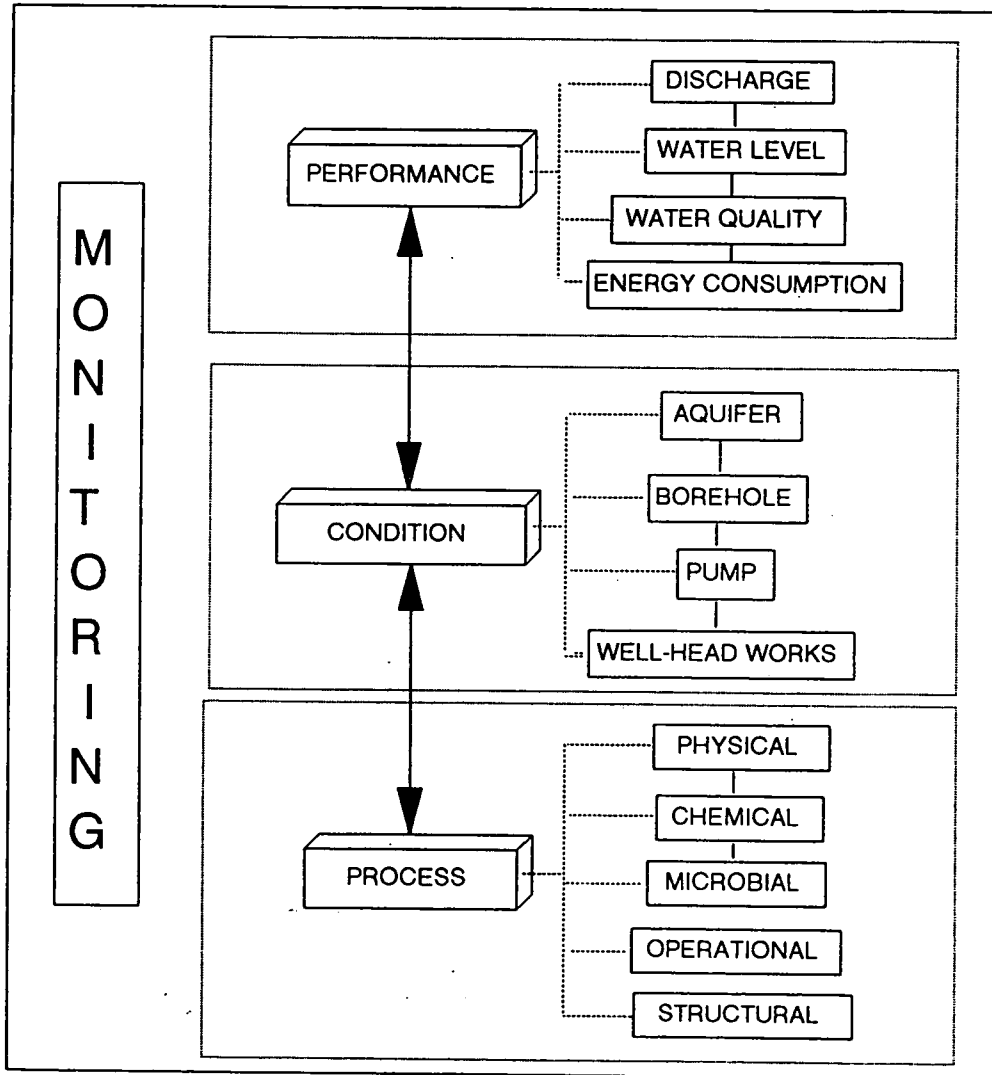 MONITORING
PERFORMANCE
DISCHARGE
WATER LEVEL
WATER QUALITY
ENERGY CONSUMPTION
CONDITION
AQUIFER
BOREHOLE
PUMP
WELL-HEAD WORKS
PROCESS
PHYSICAL
CHEMICAL
MICROBIAL
OPERATIONAL
STRUCTURAL